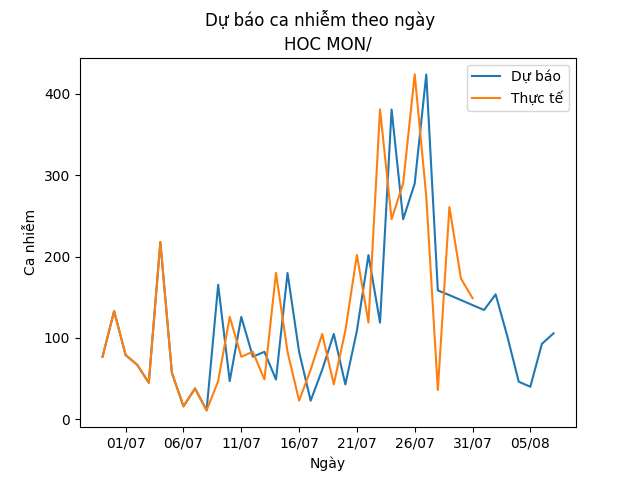 Dự báo ca nhiễm theo ngày
HOC MON/
Dự báo
Thực tế
400
300
200
100
0
Ca nhiễm
01/07 06/07 11/07 16/07 21/07 26/07 31/07 05/08
Ngày